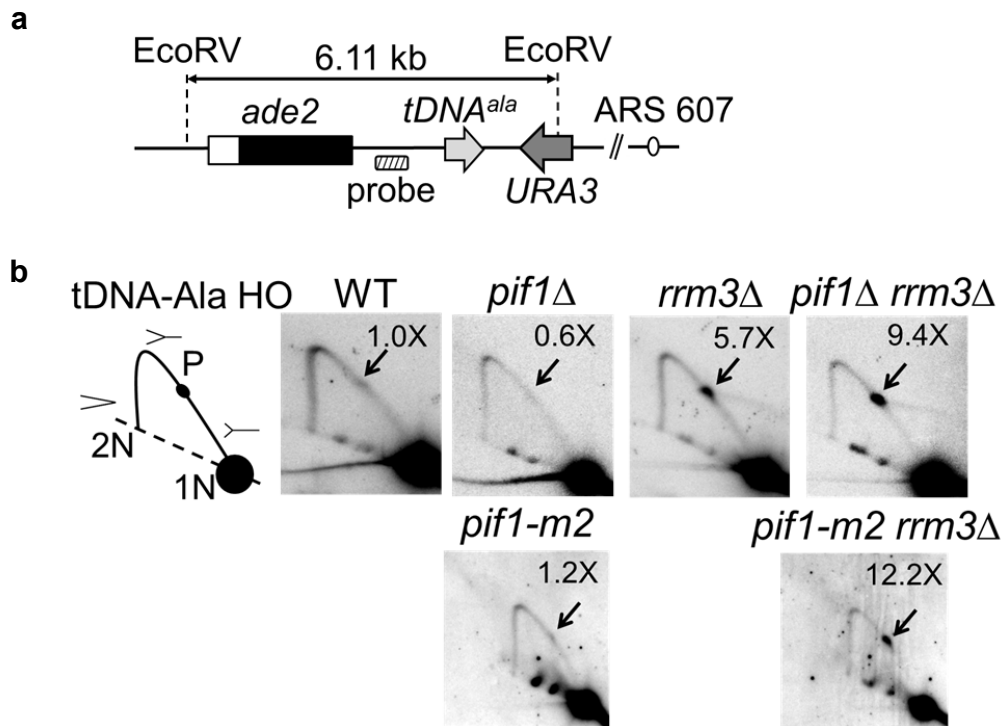 a
EcoRV EcoRV
6.11 kb
ade2 tDNAala ARS 607
probe URA3
b
tDNA-Ala HO WT pif1Δ rrm3Δ pif1Δ rrm3Δ
1.0X 0.6X 5.7X 9.4X
P
2N
1N
pif1-m2 pif1-m2 rrm3Δ
1.2X 12.2X